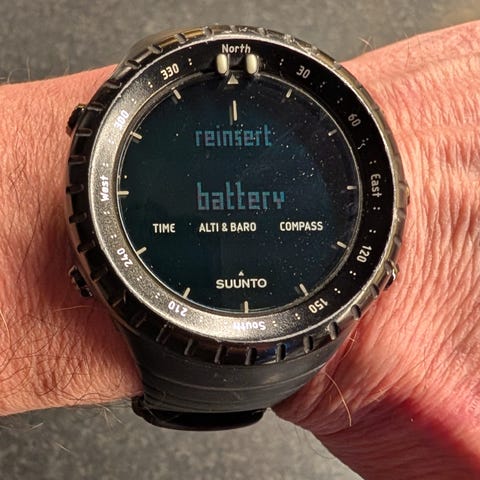 North
30
60
East
120
150
South
210
240
West
300
330
reinsert
battery
TIME ALTI & BARO COMPASS
SUUNTO